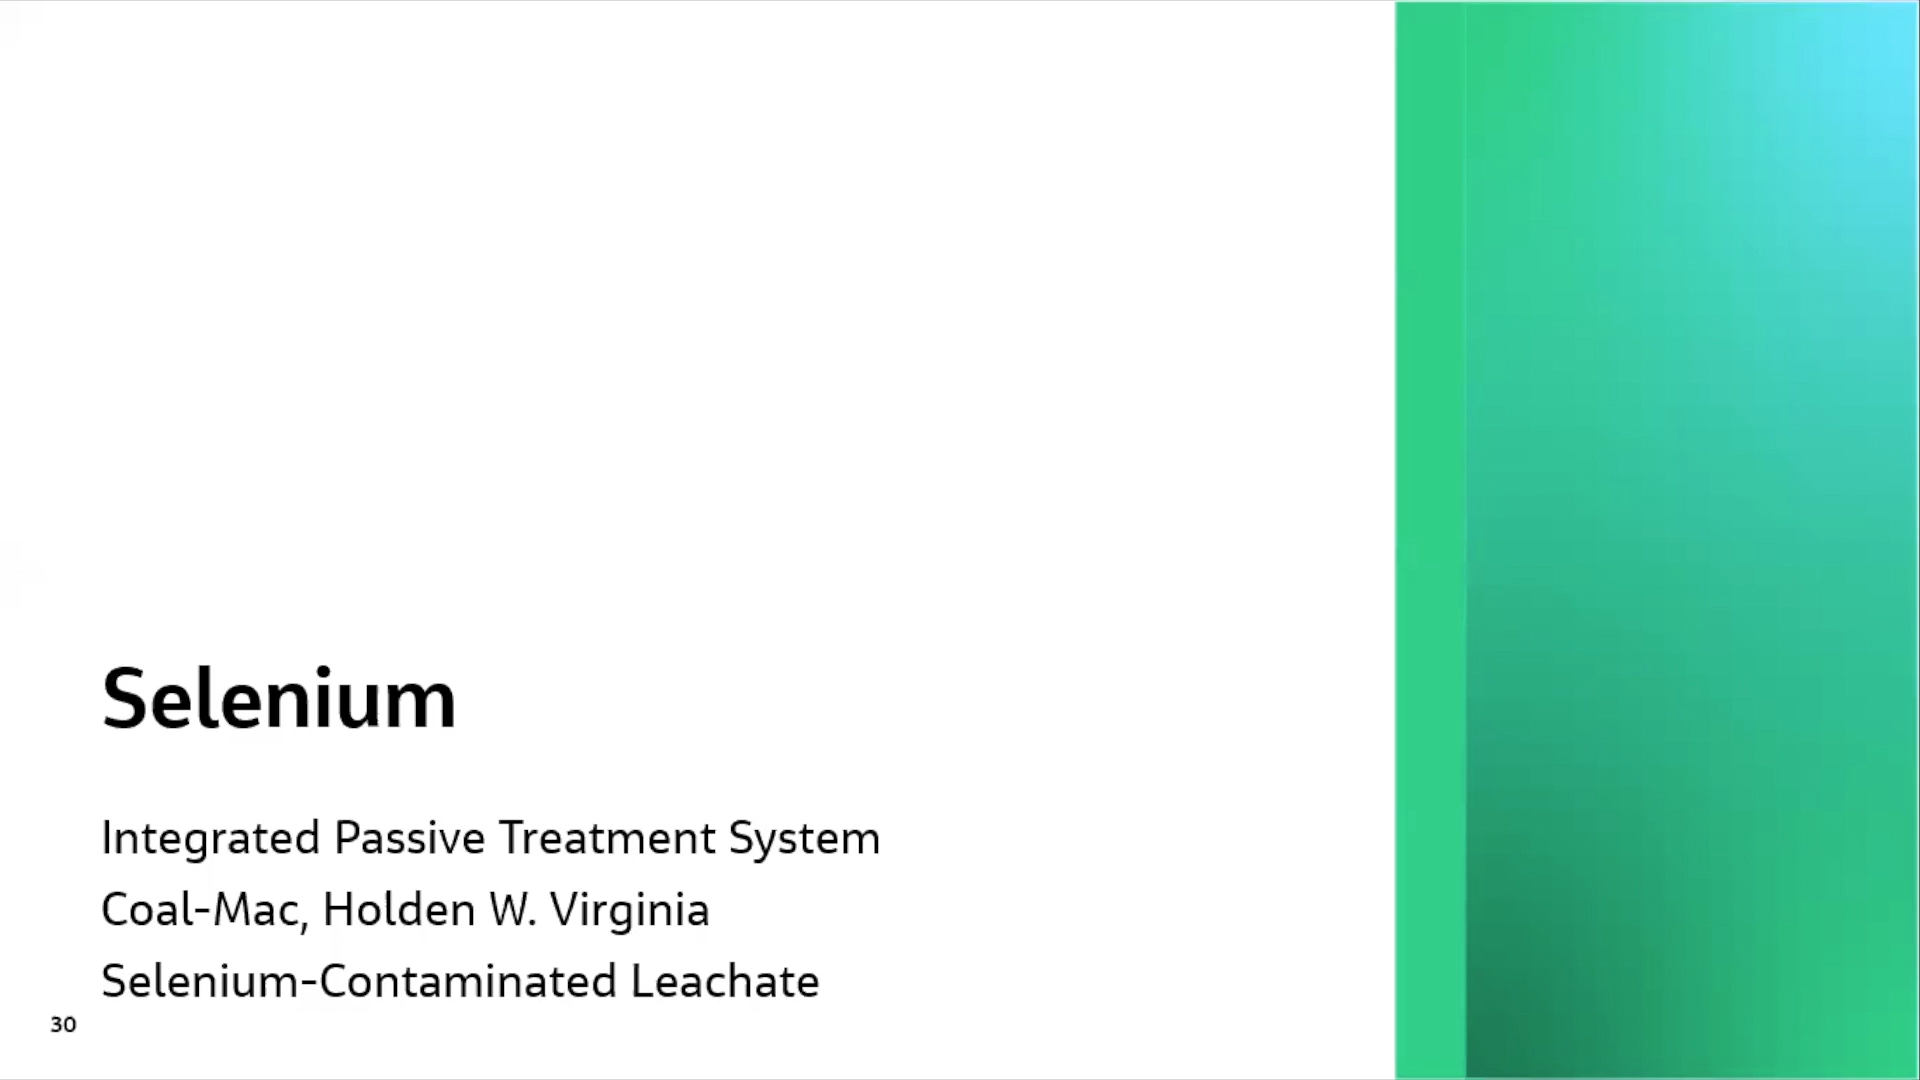 Selenium
Integrated Passive Treatment System
Coal-Mac, Holden W. Virginia
Selenium-Contaminated Leachate
30